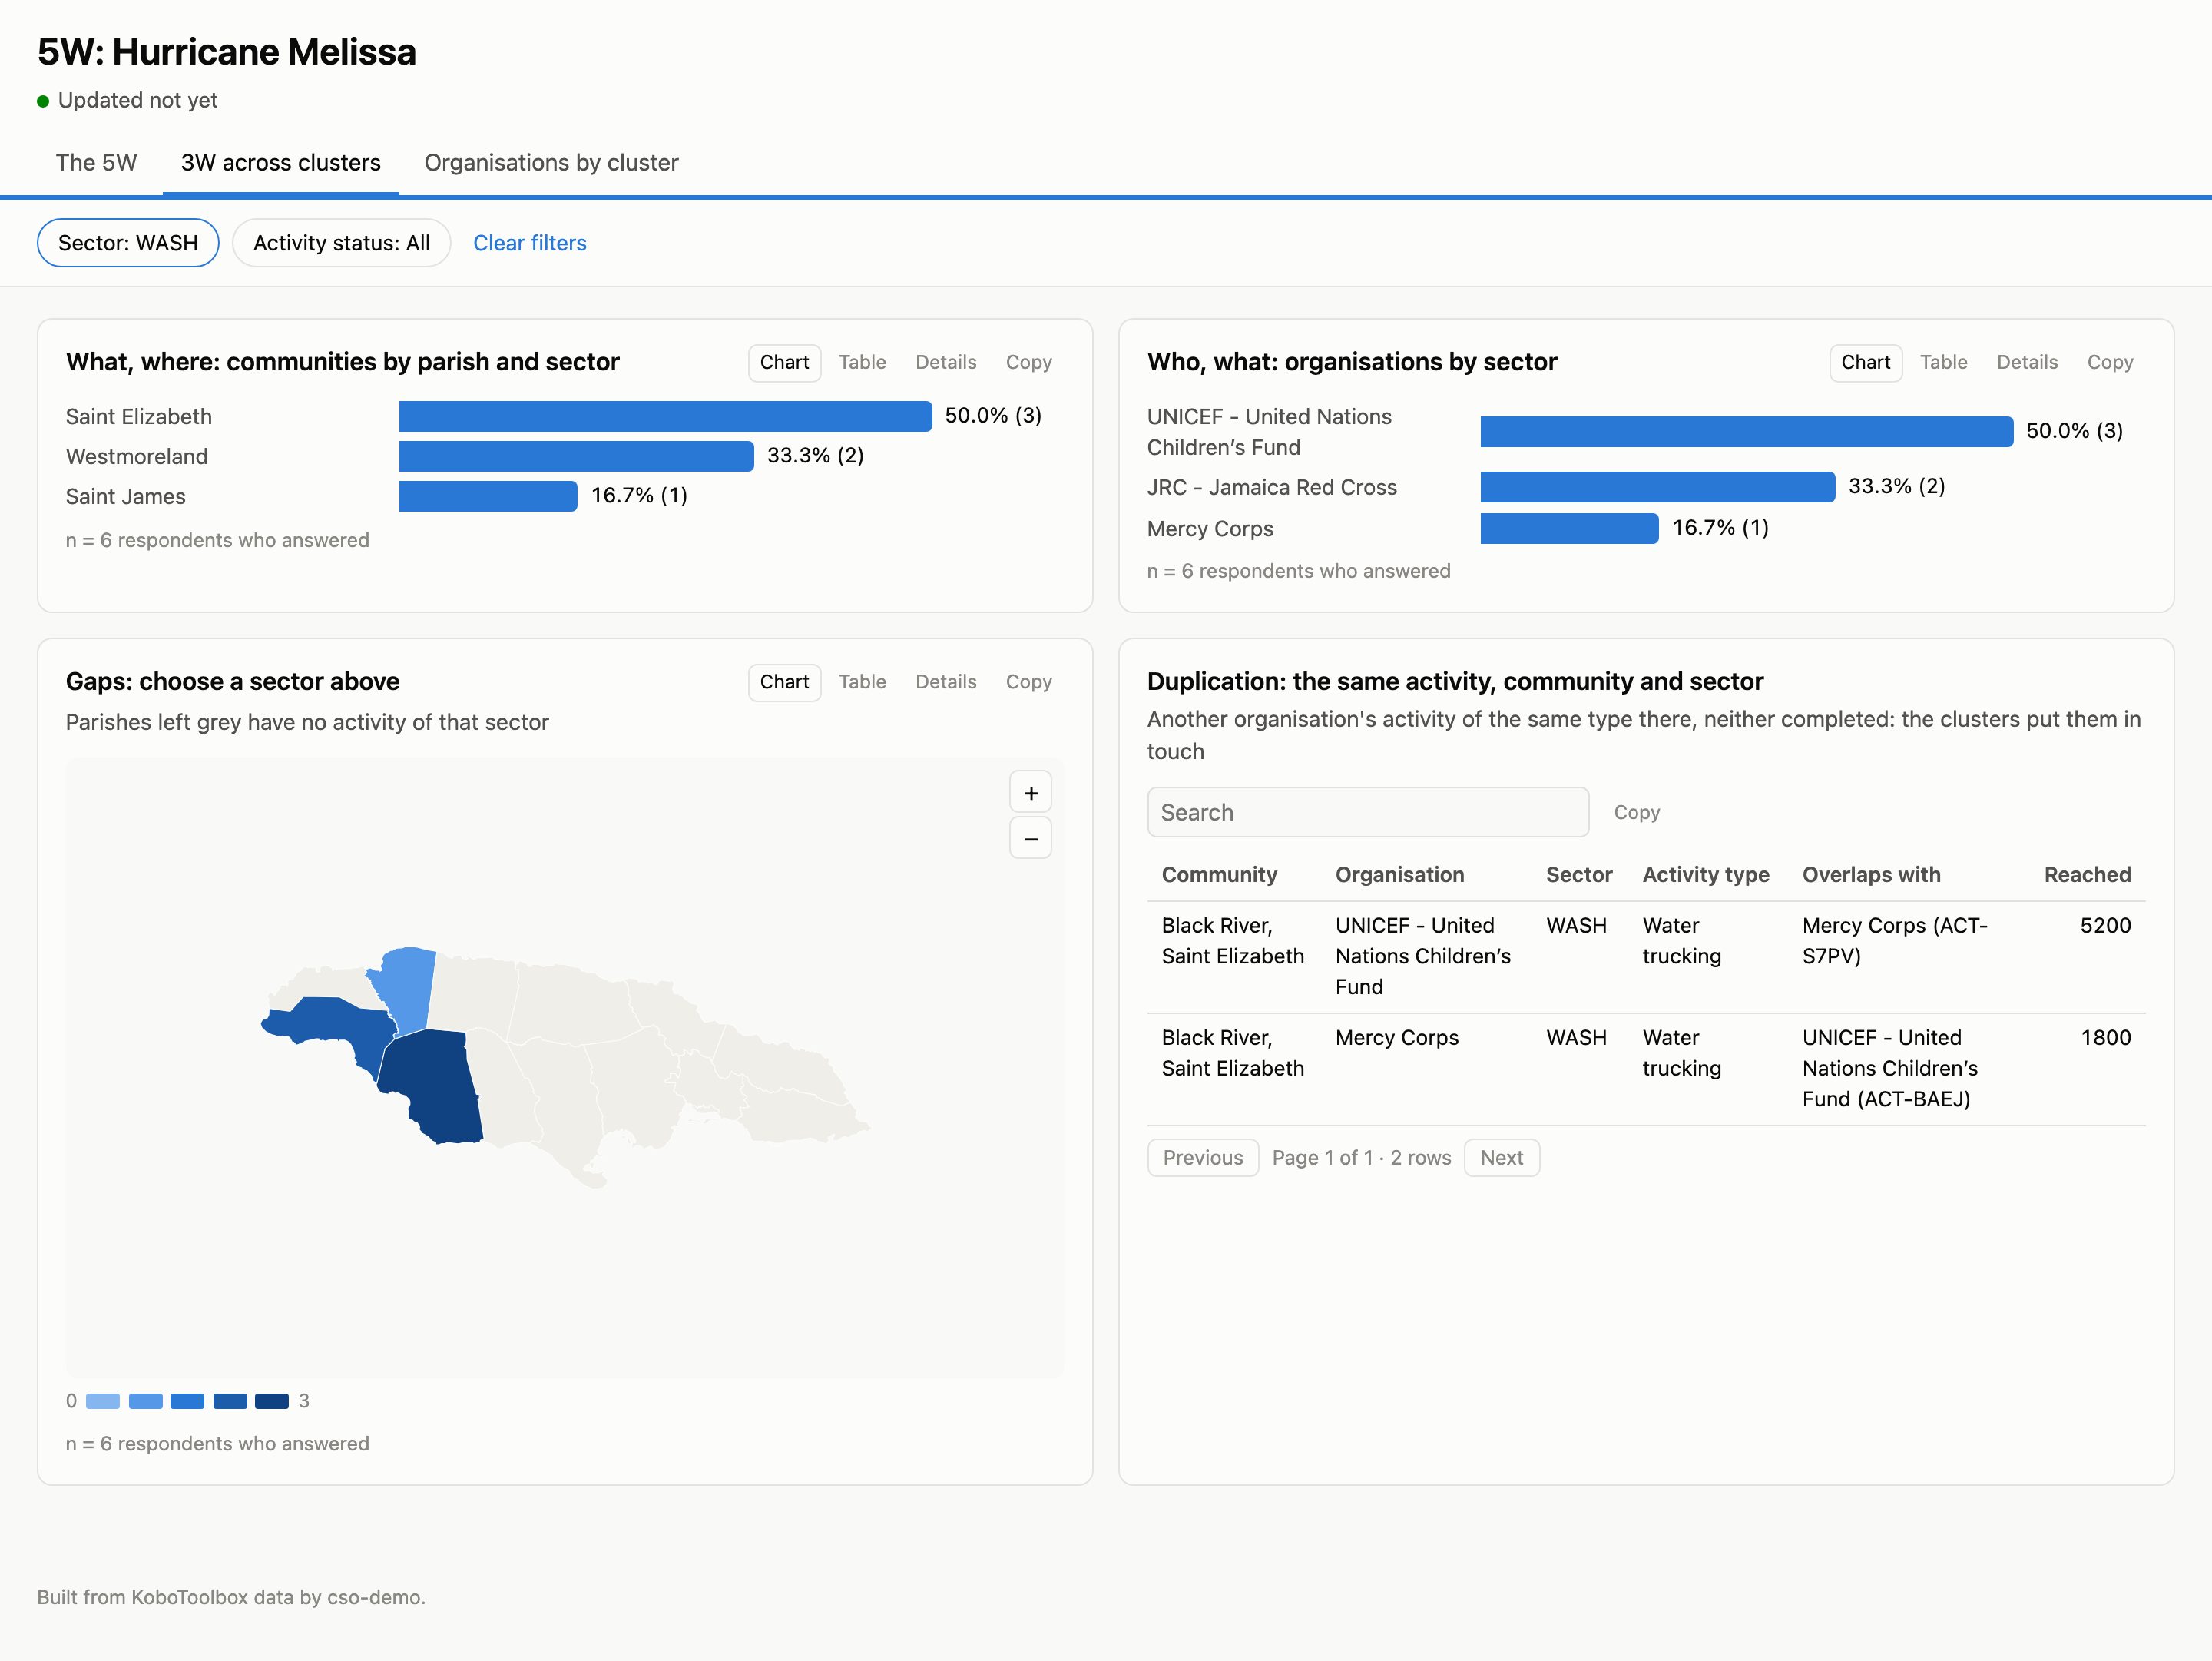 5W: Hurricane Melissa
Updated not yet
The 5W
3W across clusters
Organisations by cluster
Sector: WASH
Activity status: All
Clear filters
What, where: communities by parish and sector
Chart
Table
Details
Copy
Saint Elizabeth
50.0% (3)
Westmoreland
33.3% (2)
Saint James
16.7% (1)
n = 6 respondents who answered
Who, what: organisations by sector
Chart
Table
Details
Copy
UNICEF - United Nations
Children’s Fund
50.0% (3)
JRC - Jamaica Red Cross
33.3% (2)
Mercy Corps
16.7% (1)
n = 6 respondents who answered
Gaps: choose a sector above
Chart
Table
Details
Copy
Parishes left grey have no activity of that sector
+
−
0
3
n = 6 respondents who answered
Duplication: the same activity, community and sector
Another organisation's activity of the same type there, neither completed: the clusters put them in
touch
Search
Copy
Community Organisation Sector Activity type Overlaps with Reached
Black River, UNICEF - United WASH Water Mercy Corps (ACT- 5200
Saint Elizabeth Nations Children’s trucking S7PV)
Fund
Black River, Mercy Corps WASH Water UNICEF - United 1800
Saint Elizabeth trucking Nations Children’s
Fund (ACT-BAEJ)
Previous
Page 1 of 1 · 2 rows
Next
Built from KoboToolbox data by cso-demo.